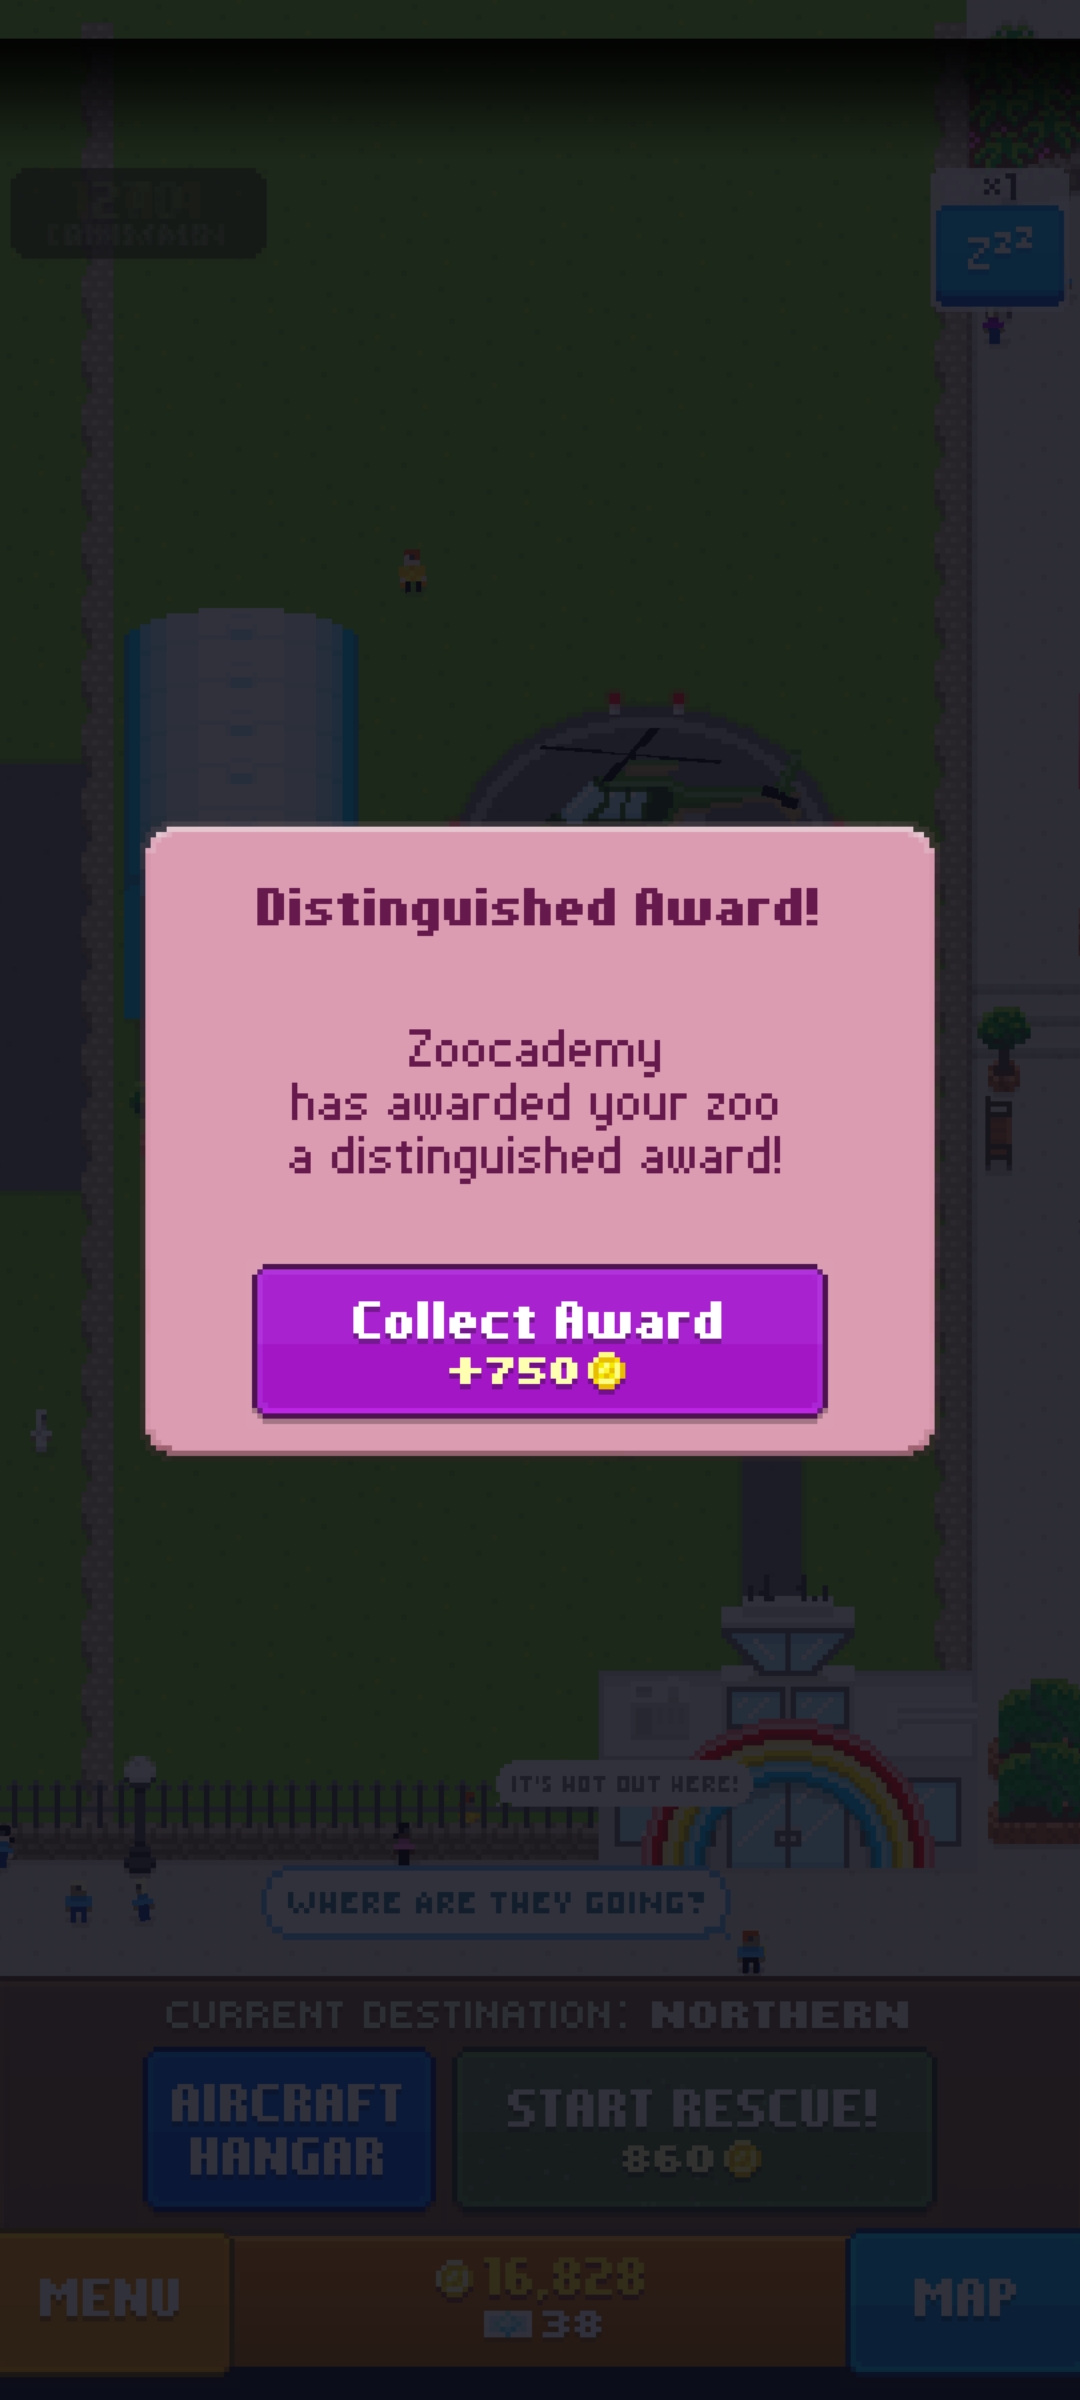 x1
zzz
Distinguished Award!
Zoocademy
has awarded your zoo
a distinguished award!
Collect Award
+750
IT'S HOT OUT HERE!
WHERE ARE THEY GOING?
CURRENT DESTINATION: NORTHERN
AIRCRAFT
HANGAR
START RESCUE!
860
MENU
16,828
38
MAP